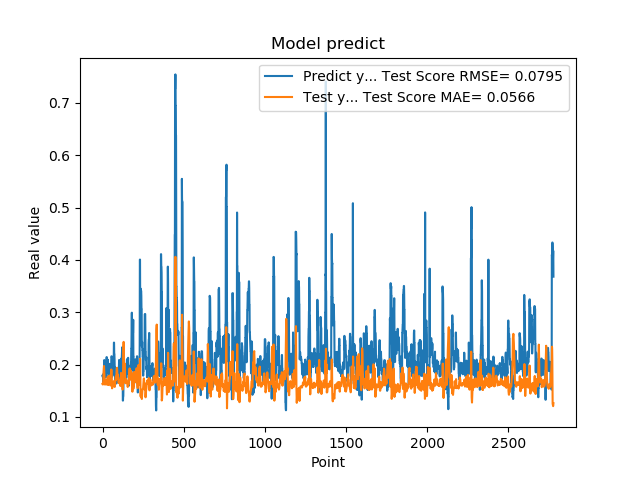 Model predict
Predict y... Test Score RMSE= 0.0795
Test y... Test Score MAE= 0.0566
0.7
0.6
0.5
0.4
0.3
0.2
0.1
Real value
0 500 1000 1500 2000 2500
Point